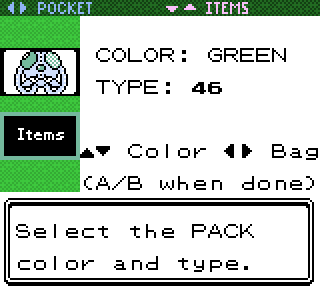 ◀▶ POCKET ▼▲ ITEMS
COLOR: GREEN
TYPE: 46
Items
▲▼ Color ◀▶ Bag
(A/B when done)
Select the PACK
color and type.